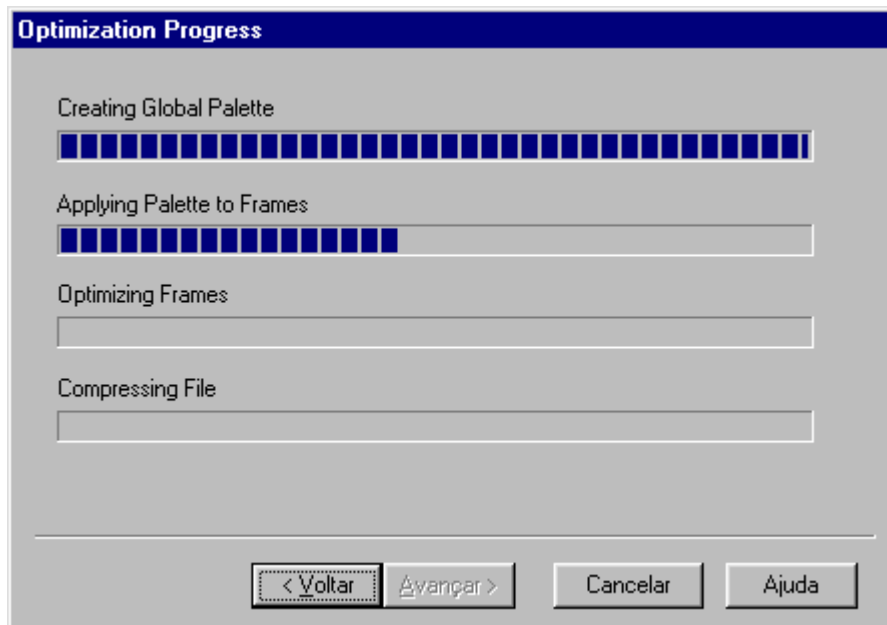 Optimization Progress
Creating Global Palette
Applying Palette to Frames
Optimizing Frames
Compressing File
< Voltar Avançar > Cancelar Ajuda